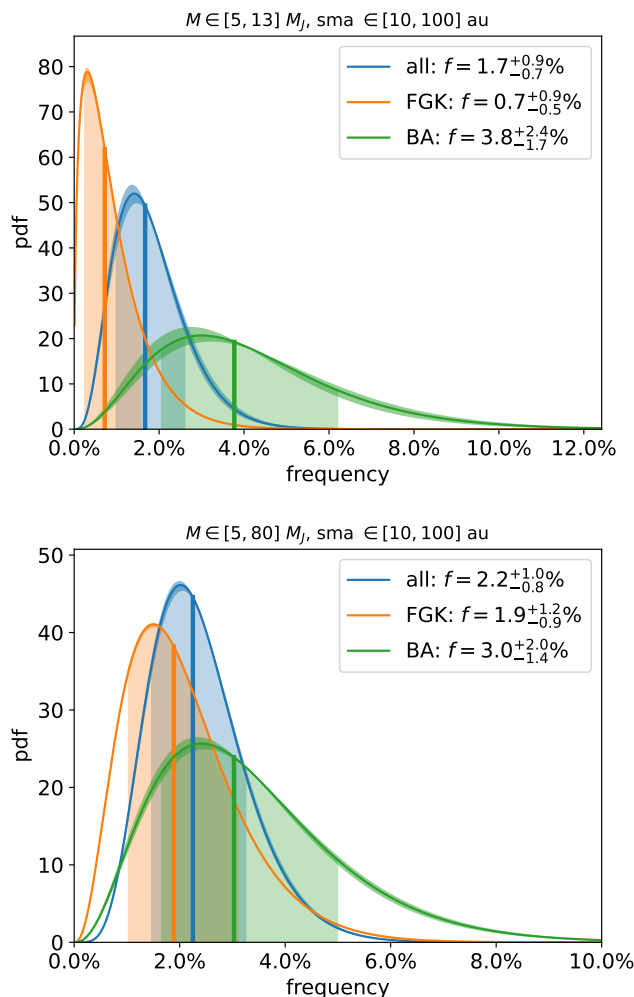 M ∈ [5, 13] M_J, sma ∈ [10, 100] au
all: f = 1.7^{+0.9}_{−0.7}%
FGK: f = 0.7^{+0.9}_{−0.5}%
BA: f = 3.8^{+2.4}_{−1.7}%
80
70
60
50
40
30
20
10
0
pdf
0.0% 2.0% 4.0% 6.0% 8.0% 10.0% 12.0%
frequency
M ∈ [5, 80] M_J, sma ∈ [10, 100] au
all: f = 2.2^{+1.0}_{−0.8}%
FGK: f = 1.9^{+1.2}_{−0.9}%
BA: f = 3.0^{+2.0}_{−1.4}%
50
40
30
20
10
0
pdf
0.0% 2.0% 4.0% 6.0% 8.0% 10.0%
frequency